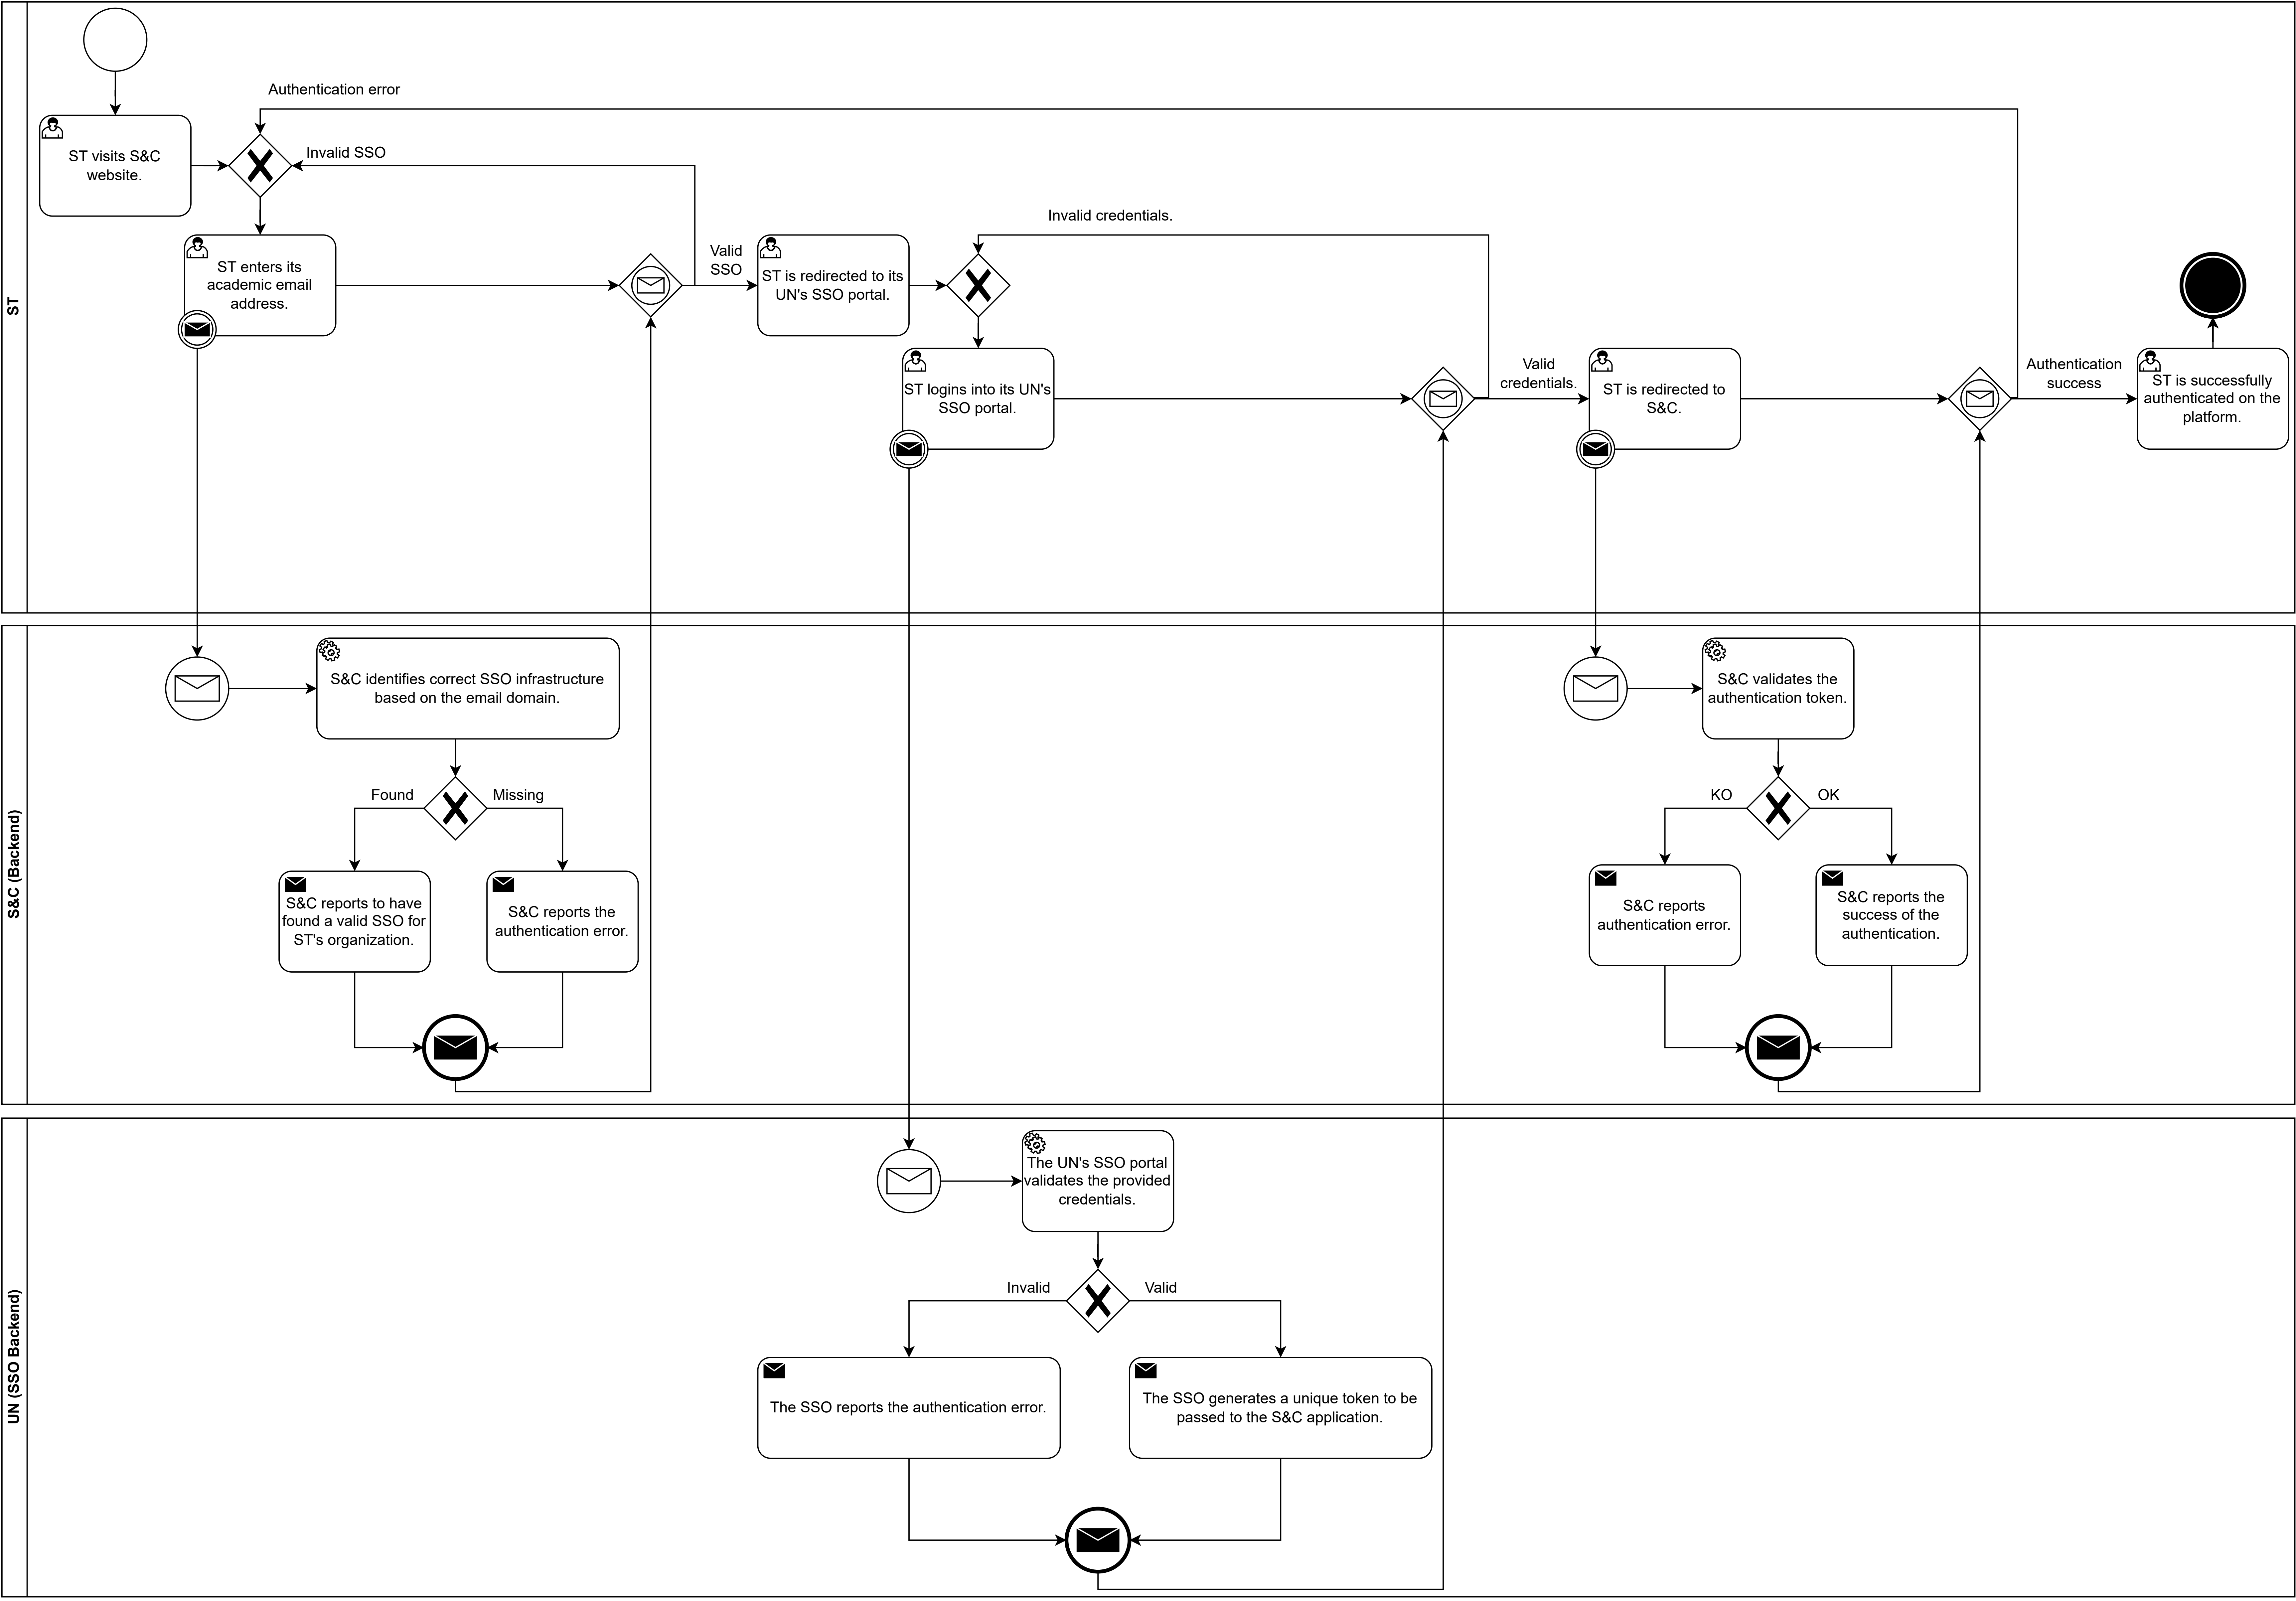 ST
Authentication error
ST visits S&C
website.
Invalid SSO
ST enters its
academic email
address.
Valid
SSO
ST is redirected to its
UN's SSO portal.
Invalid credentials.
ST logins into its UN's
SSO portal.
Valid
credentials.
ST is redirected to
S&C.
Authentication
success
ST is successfully
authenticated on the
platform.
S&C (Backend)
S&C identifies correct SSO infrastructure
based on the email domain.
Found
Missing
S&C reports to have
found a valid SSO for
ST's organization.
S&C reports the
authentication error.
S&C validates the
authentication token.
KO
OK
S&C reports
authentication error.
S&C reports the
success of the
authentication.
UN (SSO Backend)
The UN's SSO portal
validates the provided
credentials.
Invalid
Valid
The SSO reports the authentication error.
The SSO generates a unique token to be
passed to the S&C application.